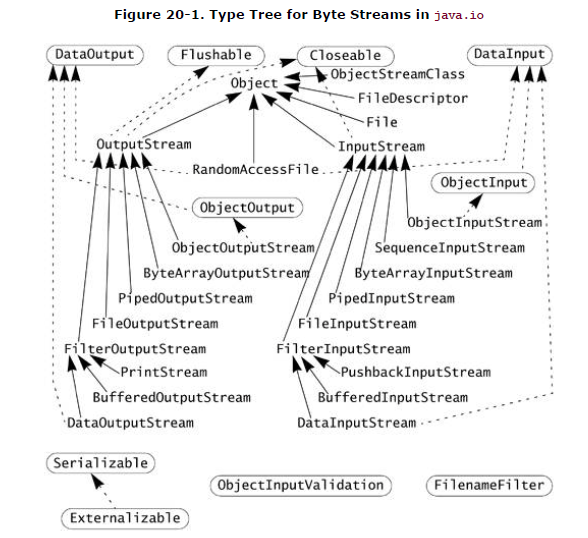 Figure 20-1. Type Tree for Byte Streams in java.io
DataOutput Flushable Closeable DataInput
ObjectStreamClass
Object
FileDescriptor
File
OutputStream InputStream
RandomAccessFile
ObjectInput
ObjectOutput
ObjectInputStream
ObjectOutputStream SequenceInputStream
ByteArrayOutputStream ByteArrayInputStream
PipedOutputStream PipedInputStream
FileOutputStream FileInputStream
FilterOutputStream FilterInputStream
PrintStream PushbackInputStream
BufferedOutputStream BufferedInputStream
DataOutputStream DataInputStream
Serializable
ObjectInputValidation FilenameFilter
Externalizable